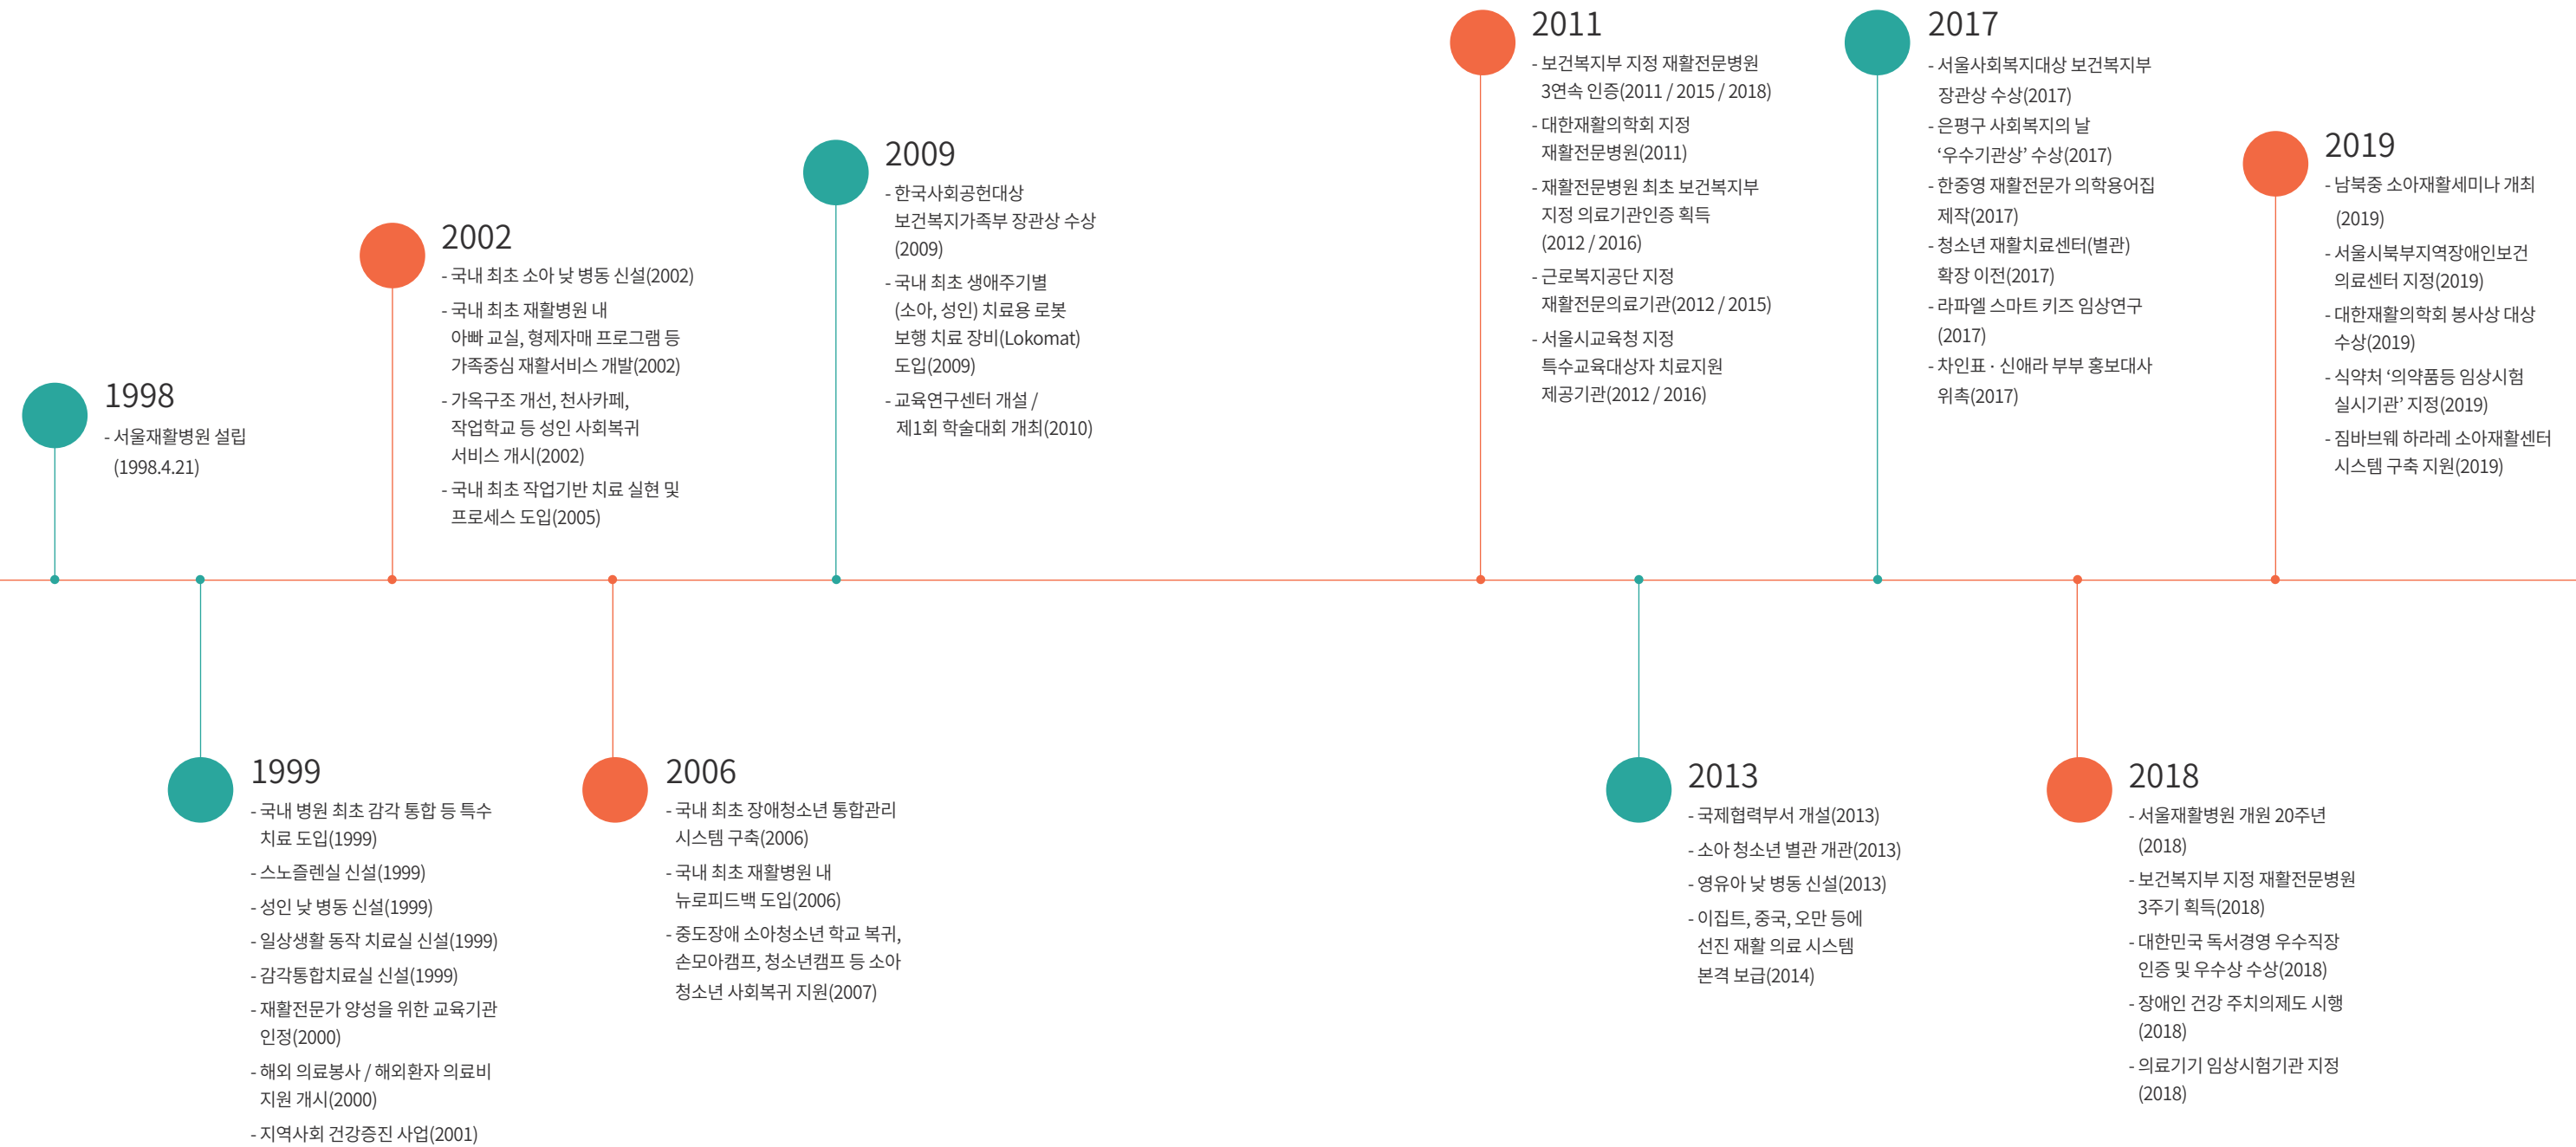 1998
- 서울재활병원 설립
(1998.4.21)
1999
- 국내 병원 최초 감각 통합 등 특수
치료 도입(1999)
- 스노즐렌실 신설(1999)
- 성인 낮 병동 신설(1999)
- 일상생활 동작 치료실 신설(1999)
- 감각통합치료실 신설(1999)
- 재활전문가 양성을 위한 교육기관
인정(2000)
- 해외 의료봉사 / 해외환자 의료비
지원 개시(2000)
- 지역사회 건강증진 사업(2001)
2002
- 국내 최초 소아 낮 병동 신설(2002)
- 국내 최초 재활병원 내
아빠 교실, 형제자매 프로그램 등
가족중심 재활서비스 개발(2002)
- 가옥구조 개선, 천사카페,
작업학교 등 성인 사회복귀
서비스 개시(2002)
- 국내 최초 작업기반 치료 실현 및
프로세스 도입(2005)
2006
- 국내 최초 장애청소년 통합관리
시스템 구축(2006)
- 국내 최초 재활병원 내
뉴로피드백 도입(2006)
- 중도장애 소아청소년 학교 복귀,
손모아캠프, 청소년캠프 등 소아
청소년 사회복귀 지원(2007)
2009
- 한국사회공헌대상
보건복지가족부 장관상 수상
(2009)
- 국내 최초 생애주기별
(소아, 성인) 치료용 로봇
보행 치료 장비(Lokomat)
도입(2009)
- 교육연구센터 개설 /
제1회 학술대회 개최(2010)
2011
- 보건복지부 지정 재활전문병원
3연속 인증(2011 / 2015 / 2018)
- 대한재활의학회 지정
재활전문병원(2011)
- 재활전문병원 최초 보건복지부
지정 의료기관인증 획득
(2012 / 2016)
- 근로복지공단 지정
재활전문의료기관(2012 / 2015)
- 서울시교육청 지정
특수교육대상자 치료지원
제공기관(2012 / 2016)
2013
- 국제협력부서 개설(2013)
- 소아 청소년 별관 개관(2013)
- 영유아 낮 병동 신설(2013)
- 이집트, 중국, 오만 등에
선진 재활 의료 시스템
본격 보급(2014)
2017
- 서울사회복지대상 보건복지부
장관상 수상(2017)
- 은평구 사회복지의 날
‘우수기관상’ 수상(2017)
- 한중영 재활전문가 의학용어집
제작(2017)
- 청소년 재활치료센터(별관)
확장 이전(2017)
- 라파엘 스마트 키즈 임상연구
(2017)
- 차인표 · 신애라 부부 홍보대사
위촉(2017)
2018
- 서울재활병원 개원 20주년
(2018)
- 보건복지부 지정 재활전문병원
3주기 획득(2018)
- 대한민국 독서경영 우수직장
인증 및 우수상 수상(2018)
- 장애인 건강 주치의제도 시행
(2018)
- 의료기기 임상시험기관 지정
(2018)
2019
- 남북중 소아재활세미나 개최
(2019)
- 서울시북부지역장애인보건
의료센터 지정(2019)
- 대한재활의학회 봉사상 대상
수상(2019)
- 식약처 ‘의약품등 임상시험
실시기관’ 지정(2019)
- 짐바브웨 하라레 소아재활센터
시스템 구축 지원(2019)